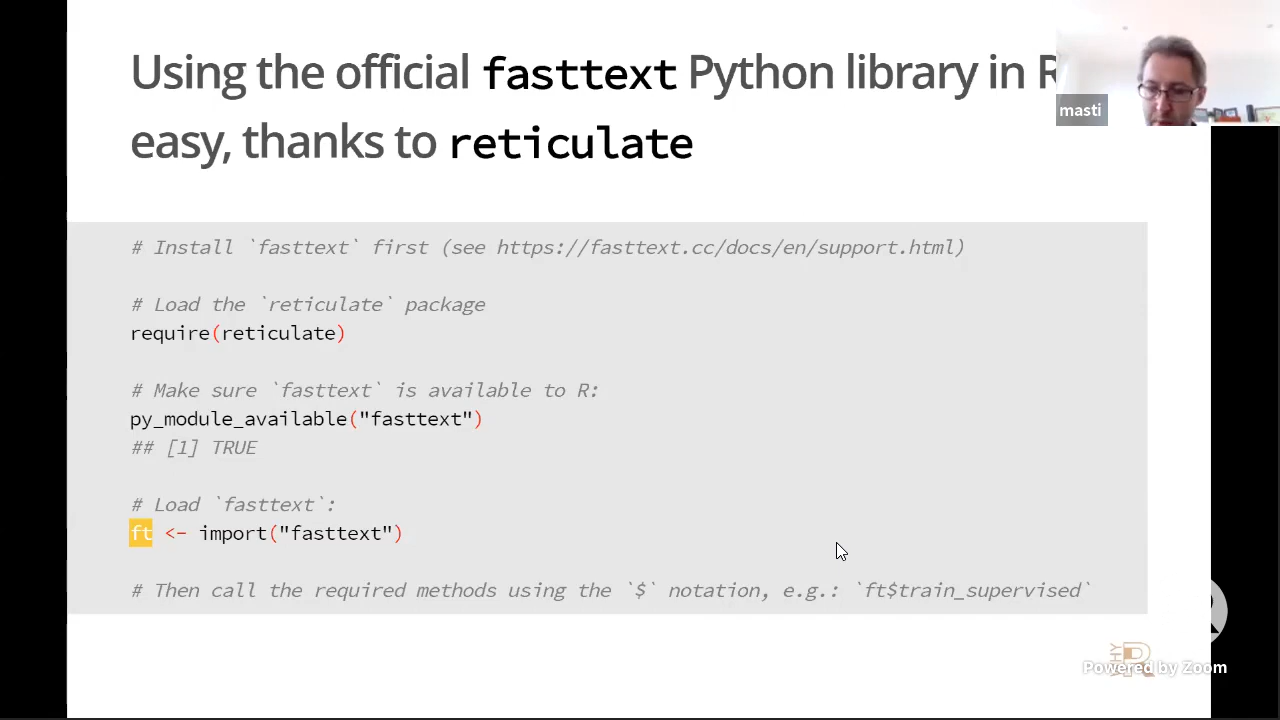 Using the official fasttext Python library in R
easy, thanks to reticulate
masti
# Install `fasttext` first (see https://fasttext.cc/docs/en/support.html)
# Load the `reticulate` package
require(reticulate)
# Make sure `fasttext` is available to R:
py_module_available("fasttext")
## [1] TRUE
# Load `fasttext`:
ft <- import("fasttext")
# Then call the required methods using the `$` notation, e.g.: `ft$train_supervised`
Powered by Zoom